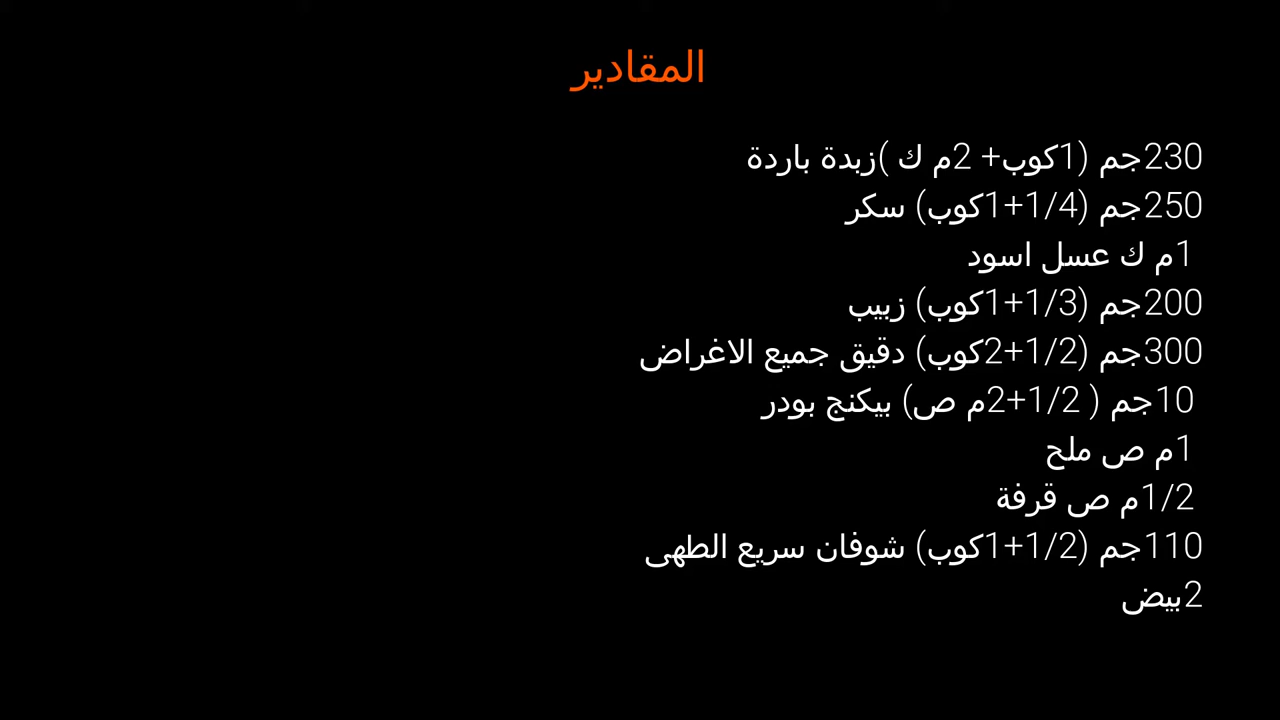 المقادير
230جم (1كوب+ 2م ك )زبدة باردة
250جم (1/4+1كوب) سكر
1م ك عسل اسود
200جم (1/3+1كوب) زبيب
300جم (1/2+2كوب) دقيق جميع الاغراض
10جم ( 1/2+2م ص) بيكنج بودر
1م ص ملح
1/2م ص قرفة
110جم (1/2+1كوب) شوفان سريع الطهى
2بيض